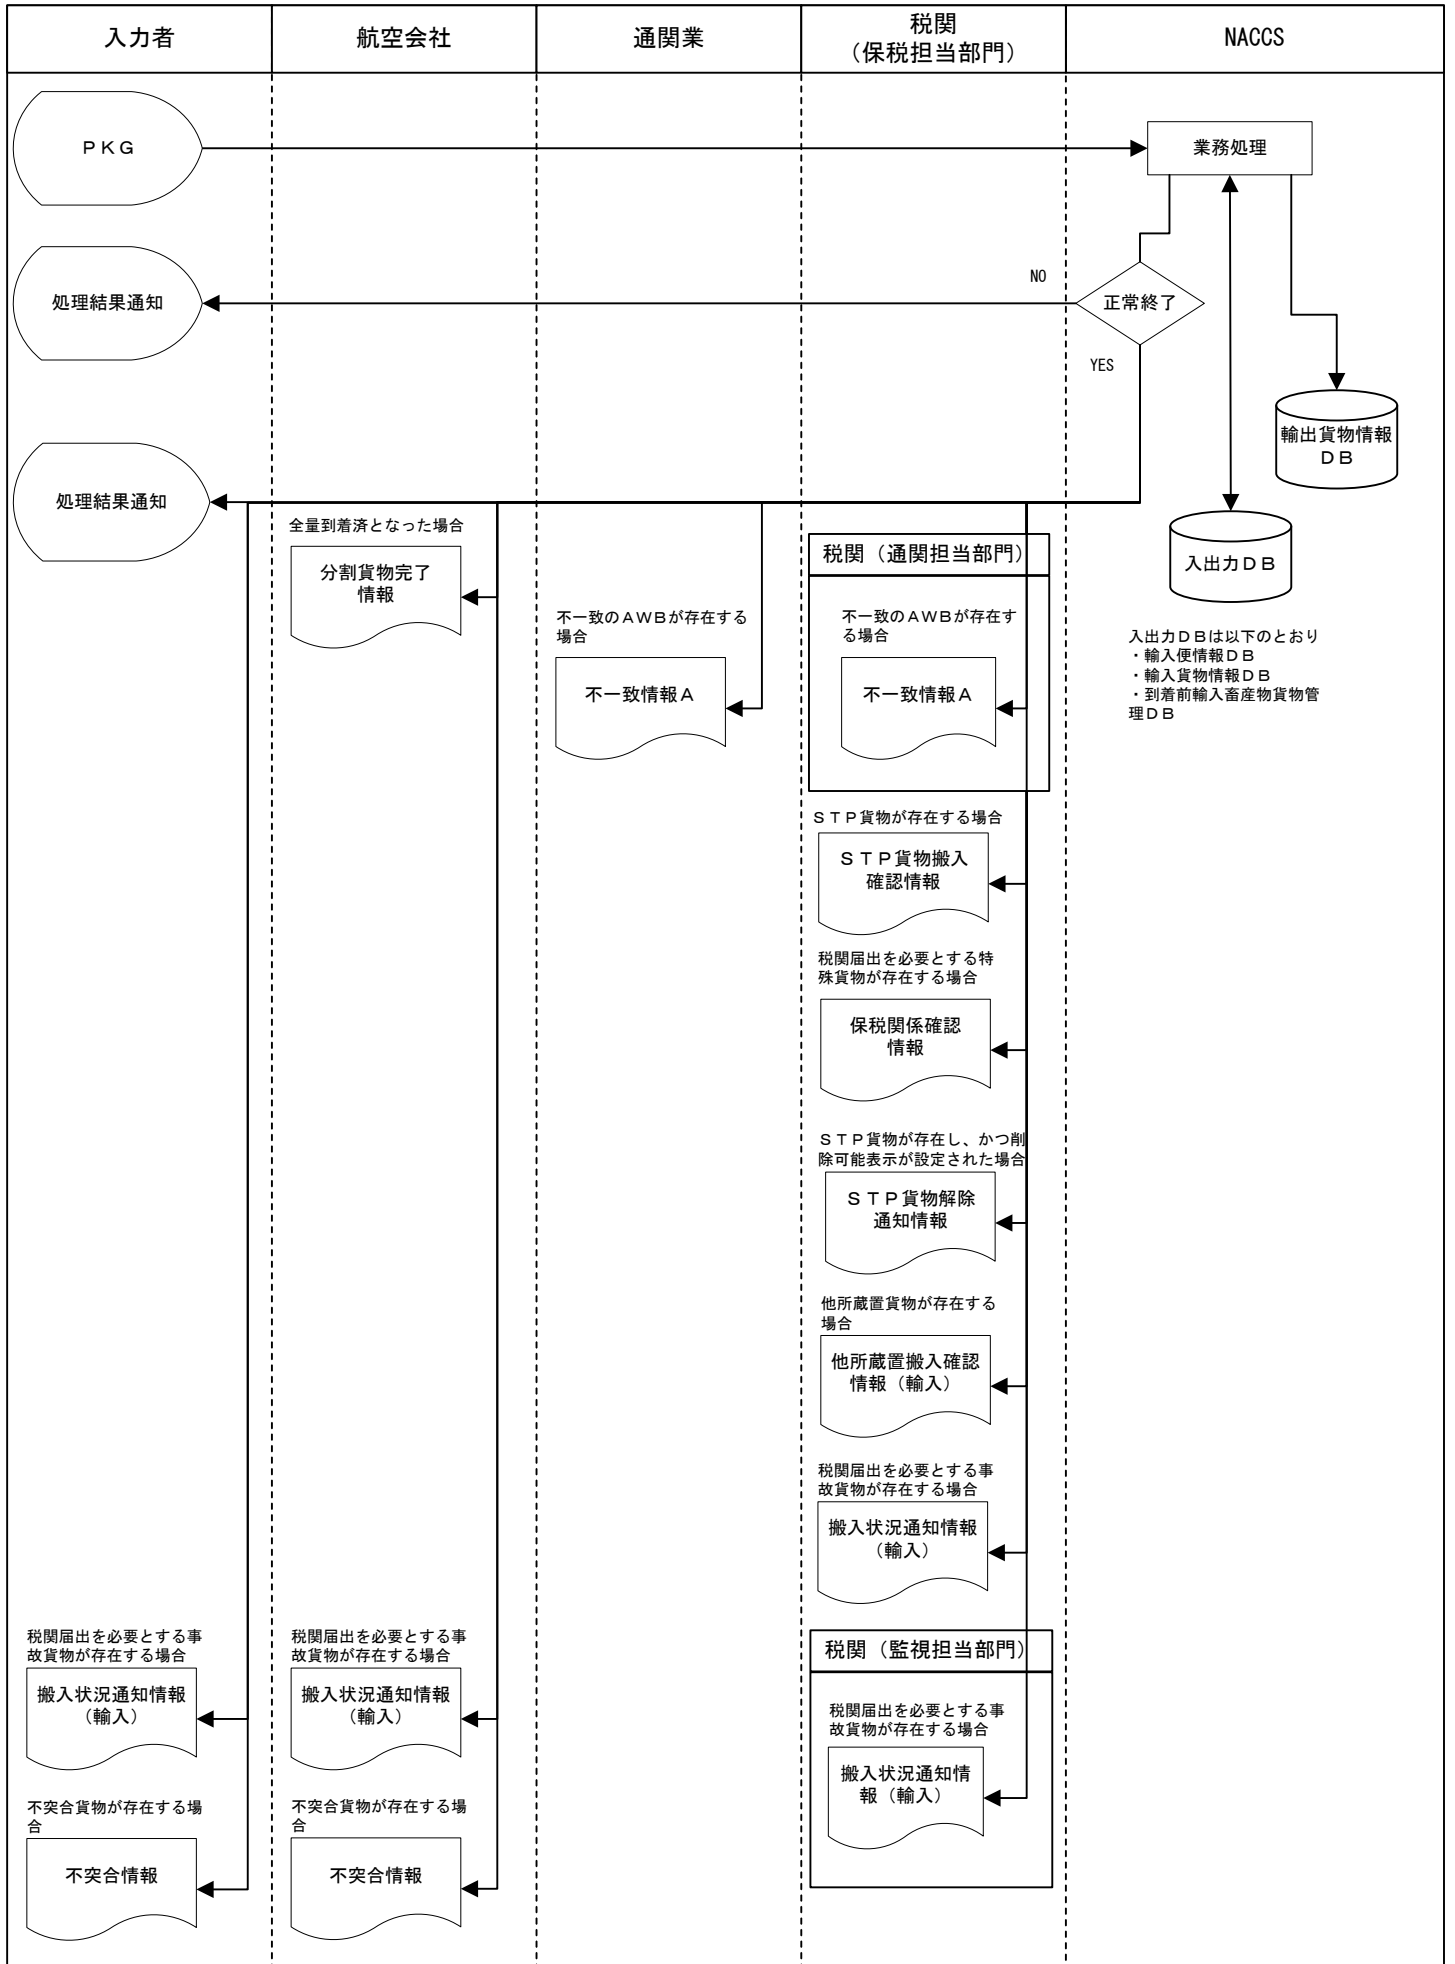 入力者
航空会社
通関業
税関
（保税担当部門）
NACCS
ＰＫＧ
業務処理
処理結果通知
NO
正常終了
YES
輸出貨物情報
ＤＢ
処理結果通知
全量到着済となった場合
分割貨物完了
情報
不一致のＡＷＢが存在する
場合
不一致情報Ａ
税関（通関担当部門）
不一致のＡＷＢが存在す
る場合
不一致情報Ａ
入出力ＤＢ
入出力ＤＢは以下のとおり
・輸入便情報ＤＢ
・輸入貨物情報ＤＢ
・到着前輸入畜産物貨物管
理ＤＢ
ＳＴＰ貨物が存在する場合
ＳＴＰ貨物搬入
確認情報
税関届出を必要とする特
殊貨物が存在する場合
保税関係確認
情報
ＳＴＰ貨物が存在し、かつ削
除可能表示が設定された場合
ＳＴＰ貨物解除
通知情報
他所蔵置貨物が存在する
場合
他所蔵置搬入確認
情報（輸入）
税関届出を必要とする事
故貨物が存在する場合
搬入状況通知情報
（輸入）
税関届出を必要とする事
故貨物が存在する場合
搬入状況通知情報
（輸入）
税関届出を必要とする事
故貨物が存在する場合
搬入状況通知情報
（輸入）
税関（監視担当部門）
税関届出を必要とする事
故貨物が存在する場合
搬入状況通知情
報（輸入）
不突合貨物が存在する場
合
不突合情報
不突合貨物が存在する場
合
不突合情報